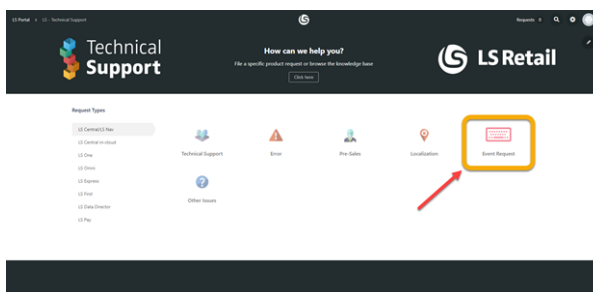 LS Portal > LS - Technical Support
Requests 0
Technical
Support
How can we help you?
File a specific product request or browse the knowledge base
Click here
LS Retail
Request Types
LS Central/LS Nav
LS Central in cloud
LS One
LS Omni
LS Express
LS First
LS Data Director
LS Pay
Technical Support
Error
Pre-Sales
Localization
Event Request
Other Issues